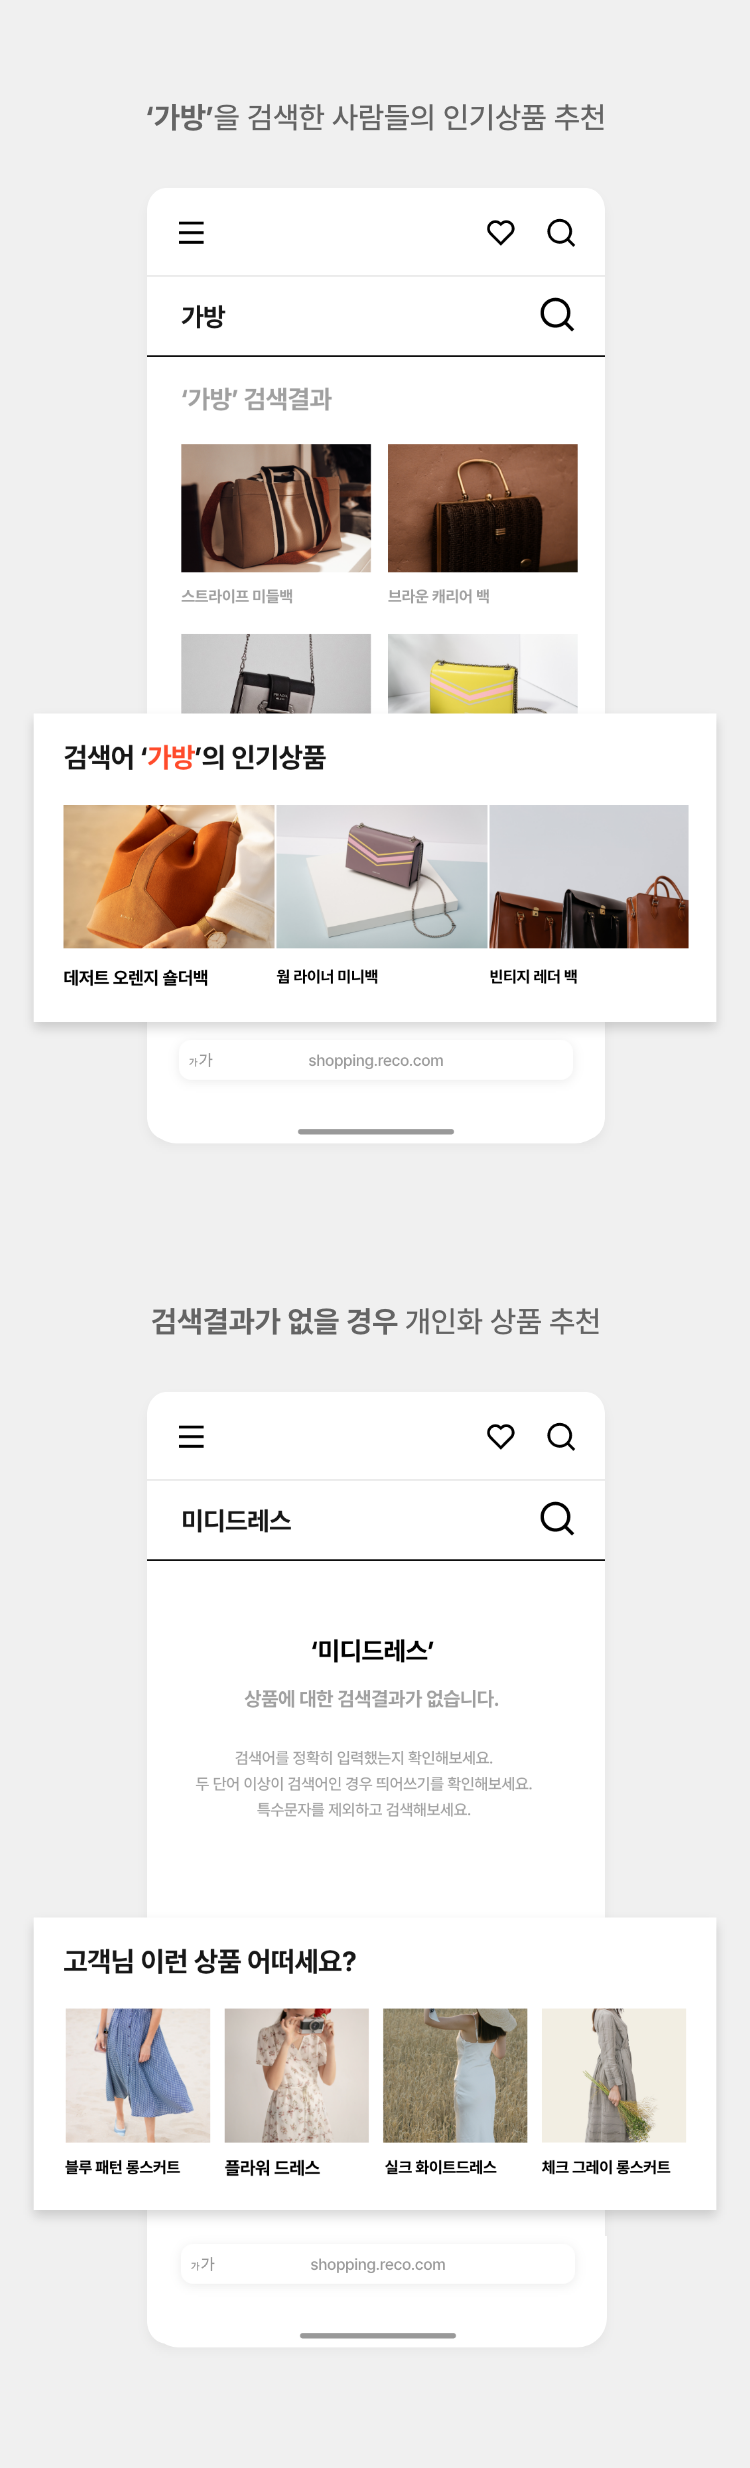 ‘가방’을 검색한 사람들의 인기상품 추천
가방
‘가방’ 검색결과
스트라이프 미들백
브라운 캐리어 백
검색어 ‘가방’의 인기상품
데저트 오렌지 숄더백
웜 라이너 미니백
빈티지 레더 백
가가 shopping.reco.com
검색결과가 없을 경우 개인화 상품 추천
미디드레스
‘미디드레스’
상품에 대한 검색결과가 없습니다.
검색어를 정확히 입력했는지 확인해보세요.
두 단어 이상이 검색어인 경우 띄어쓰기를 확인해보세요.
특수문자를 제외하고 검색해보세요.
고객님 이런 상품 어떠세요?
블루 패턴 롱스커트
플라워 드레스
실크 화이트드레스
체크 그레이 롱스커트
가가 shopping.reco.com